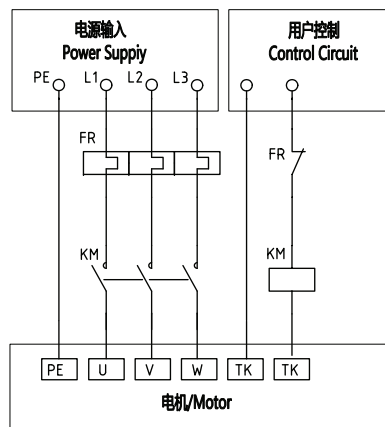 电源输入
Power Suppiy
用户控制
Control Circuit
PE L1 L2 L3
FR
FR
KM
KM
PE U V W TK TK
电机/Motor